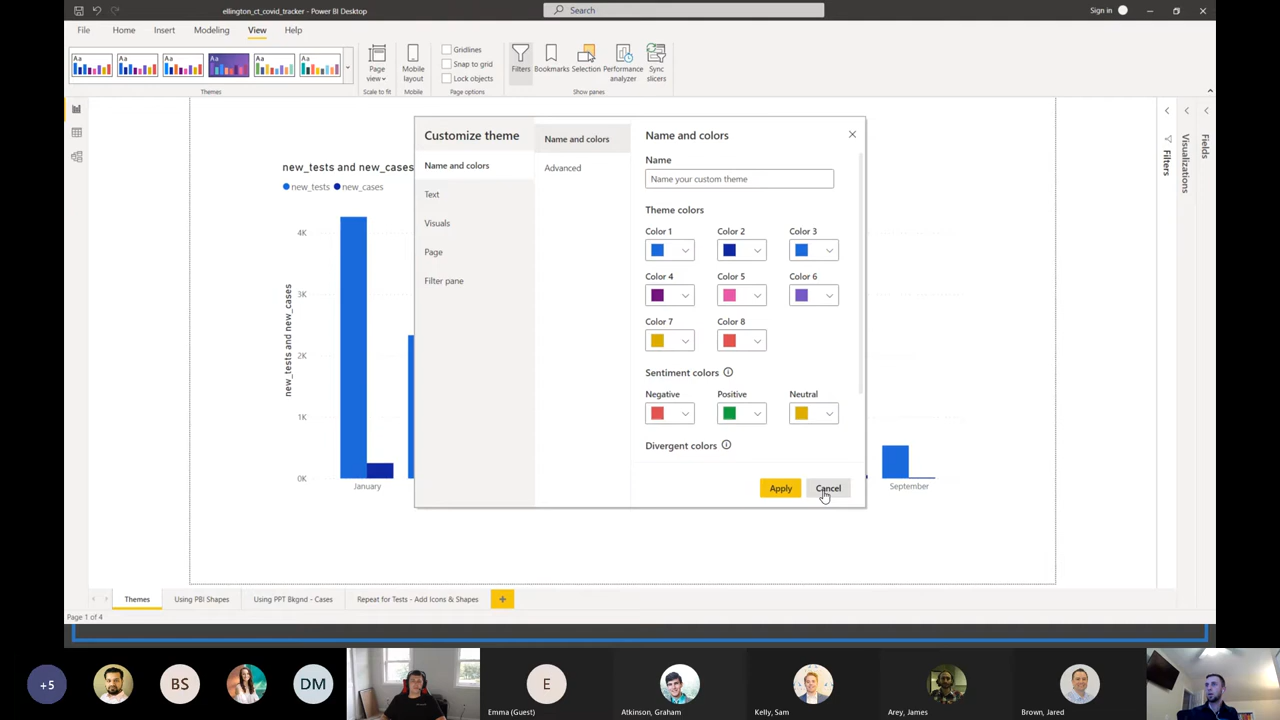 ellington_ct_covid_tracker - Power BI Desktop
Search
Sign in
File Home Insert Modeling View Help
Aa Aa Aa Aa Aa Aa
Page view
Mobile layout
Gridlines
Snap to grid
Lock objects
Filters
Bookmarks
Selection
Performance analyzer
Sync slicers
Themes
Scale to fit
Mobile
Page options
Show panes
new_tests and new_cases
new_tests new_cases
4K
3K
2K
1K
0K
new_tests and new_cases
January
September
Customize theme
Name and colors
Text
Visuals
Page
Filter pane
Name and colors
Advanced
Name and colors
Name
Name your custom theme
Theme colors
Color 1 Color 2 Color 3
Color 4 Color 5 Color 6
Color 7 Color 8
Sentiment colors
Negative Positive Neutral
Divergent colors
Apply Cancel
Filters
Visualizations
Fields
Themes
Using PBI Shapes
Using PPT Bkgnd - Cases
Repeat for Tests - Add Icons & Shapes
Page 1 of 4
+5
BS
DM
E
Emma (Guest)
Atkinson, Graham
Kelly, Sam
Arey, James
Brown, Jared